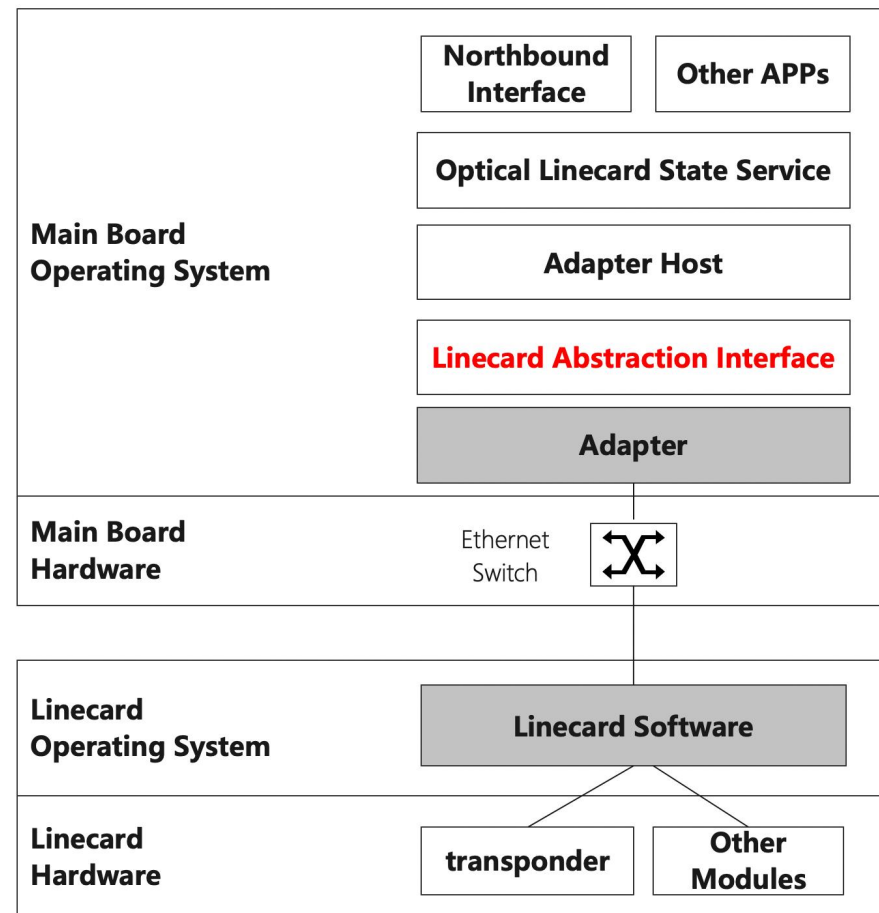 Northbound
Interface
Other APPs
Optical Linecard State Service
Main Board
Operating System
Adapter Host
Linecard Abstraction Interface
Adapter
Main Board
Hardware
Ethernet
Switch
Linecard
Operating System
Linecard Software
Linecard
Hardware
transponder
Other
Modules